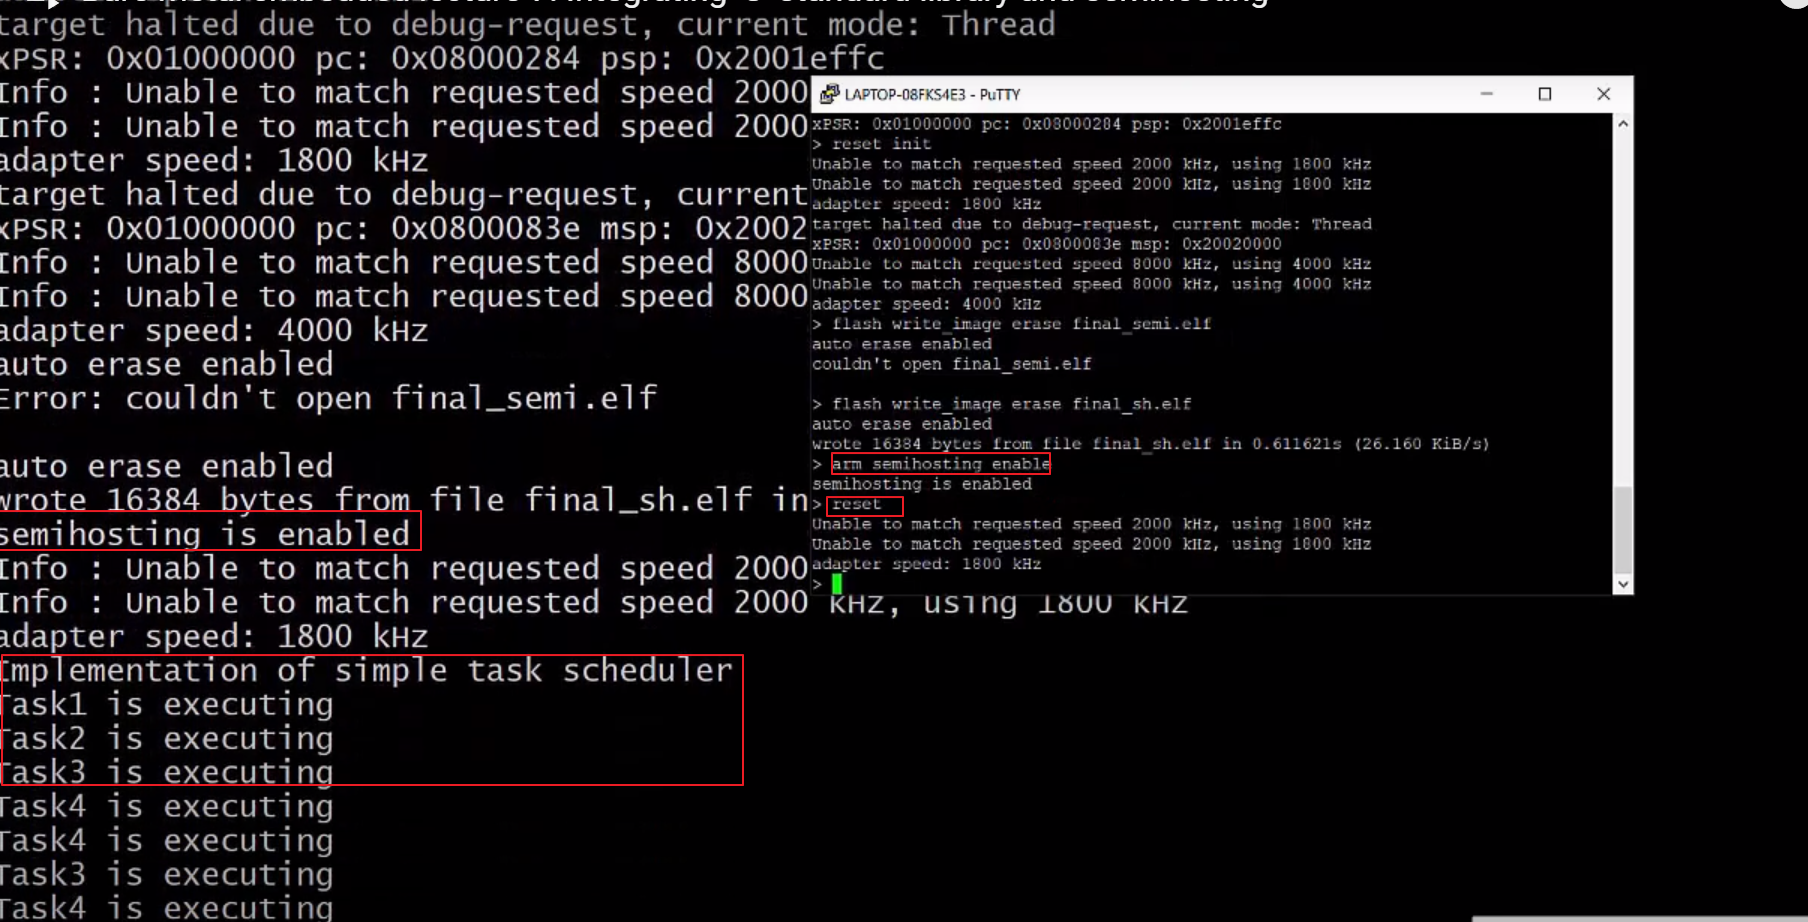 target halted due to debug-request, current mode: Thread
xPSR: 0x01000000 pc: 0x08000284 psp: 0x2001effc
Info : Unable to match requested speed 2000
Info : Unable to match requested speed 2000
adapter speed: 1800 kHz
target halted due to debug-request, current
xPSR: 0x01000000 pc: 0x0800083e msp: 0x2002
Info : Unable to match requested speed 8000
Info : Unable to match requested speed 8000
adapter speed: 4000 kHz
auto erase enabled
Error: couldn't open final_semi.elf
auto erase enabled
wrote 16384 bytes from file final_sh.elf in
semihosting is enabled
Info : Unable to match requested speed 2000
Info : Unable to match requested speed 2000 kHz, using 1800 kHz
adapter speed: 1800 kHz
Implementation of simple task scheduler
Task1 is executing
Task2 is executing
Task3 is executing
Task4 is executing
Task4 is executing
Task3 is executing
Task4 is executing
LAPTOP-08FKS4E3 - PuTTY
xPSR: 0x01000000 pc: 0x08000284 psp: 0x2001effc
> reset init
Unable to match requested speed 2000 kHz, using 1800 kHz
Unable to match requested speed 2000 kHz, using 1800 kHz
adapter speed: 1800 kHz
target halted due to debug-request, current mode: Thread
xPSR: 0x01000000 pc: 0x0800083e msp: 0x20020000
Unable to match requested speed 8000 kHz, using 4000 kHz
Unable to match requested speed 8000 kHz, using 4000 kHz
adapter speed: 4000 kHz
> flash write_image erase final_semi.elf
auto erase enabled
couldn't open final_semi.elf
> flash write_image erase final_sh.elf
auto erase enabled
wrote 16384 bytes from file final_sh.elf in 0.611621s (26.160 KiB/s)
> arm semihosting enable
semihosting is enabled
> reset
Unable to match requested speed 2000 kHz, using 1800 kHz
Unable to match requested speed 2000 kHz, using 1800 kHz
adapter speed: 1800 kHz
>